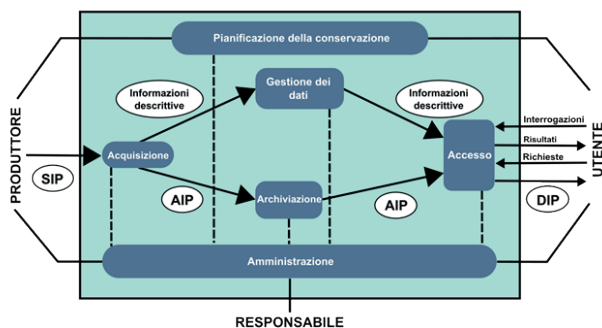 Pianificazione della conservazione
Gestione dei
dati
Informazioni
descrittive
Informazioni
descrittive
Interrogazioni
Risultati
Richieste
Acquisizione
Accesso
PRODUTTORE
UTENTE
SIP
AIP
Archiviazione
AIP
DIP
Amministrazione
RESPONSABILE